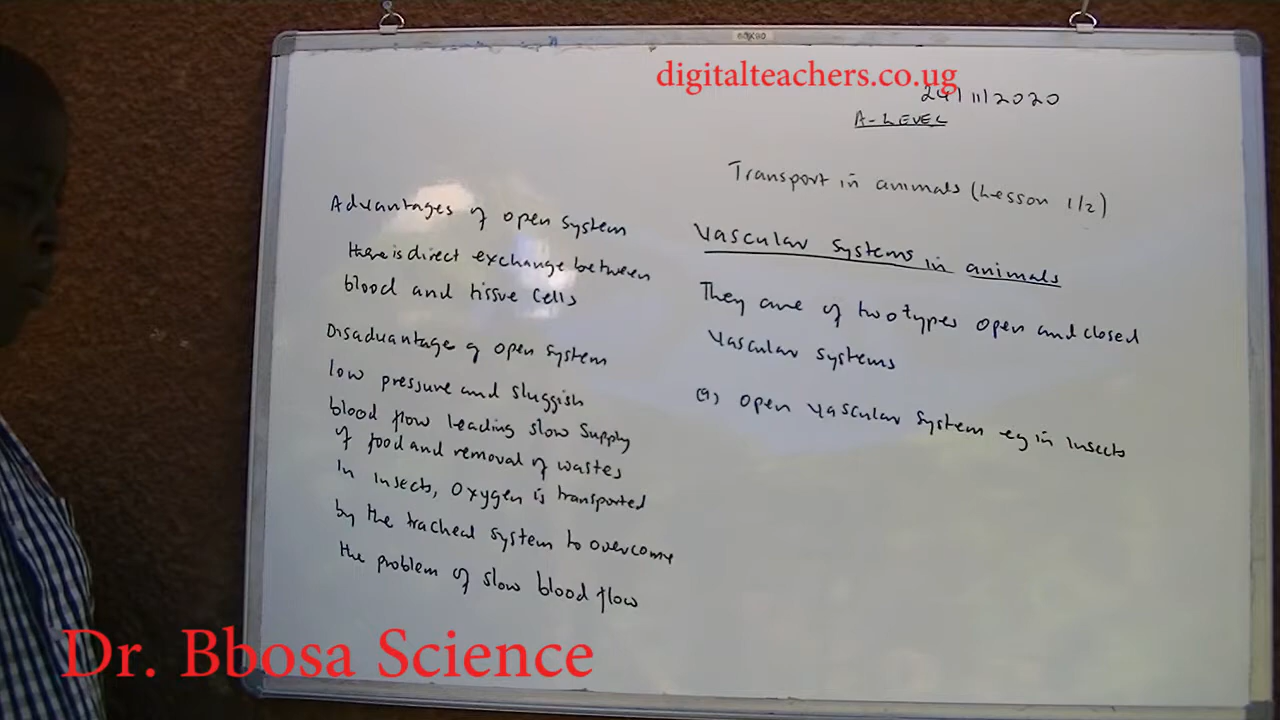 digitalteachers.co.ug
24/11/2020
A-LEVEL
Transport in animals (Lesson 1/2)
Vascular systems in animals
They are of two types open and closed
vascular systems
(a) open vascular system eg in insects
Advantages of open system
there is direct exchange between
blood and tissue cells
Disadvantages of open system
low pressure and sluggish
blood flow leading slow supply
of food and removal of wastes
In insects, oxygen is transported
by the tracheal system to overcome
the problem of slow blood flow
Dr. Bbosa Science